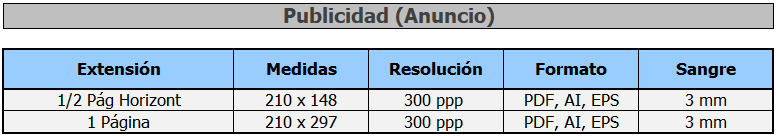 Publicidad (Anuncio)
Extensión Medidas Resolución Formato Sangre
1/2 Pág Horizont 210 x 148 300 ppp PDF, AI, EPS 3 mm
1 Página 210 x 297 300 ppp PDF, AI, EPS 3 mm